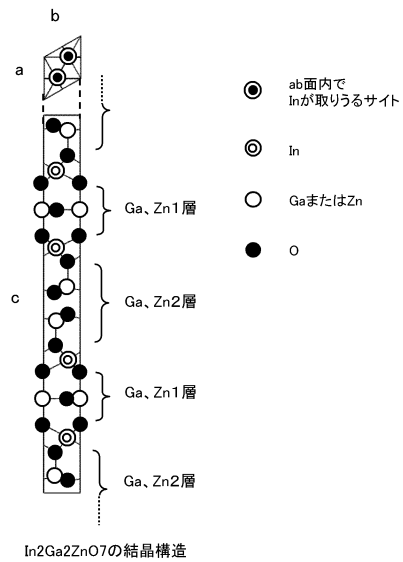 b
a
ab面内で
Inが取りうるサイト
In
GaまたはZn
O
Ga、Zn１層
c
Ga、Zn２層
Ga、Zn１層
Ga、Zn２層
In2Ga2ZnO7の結晶構造